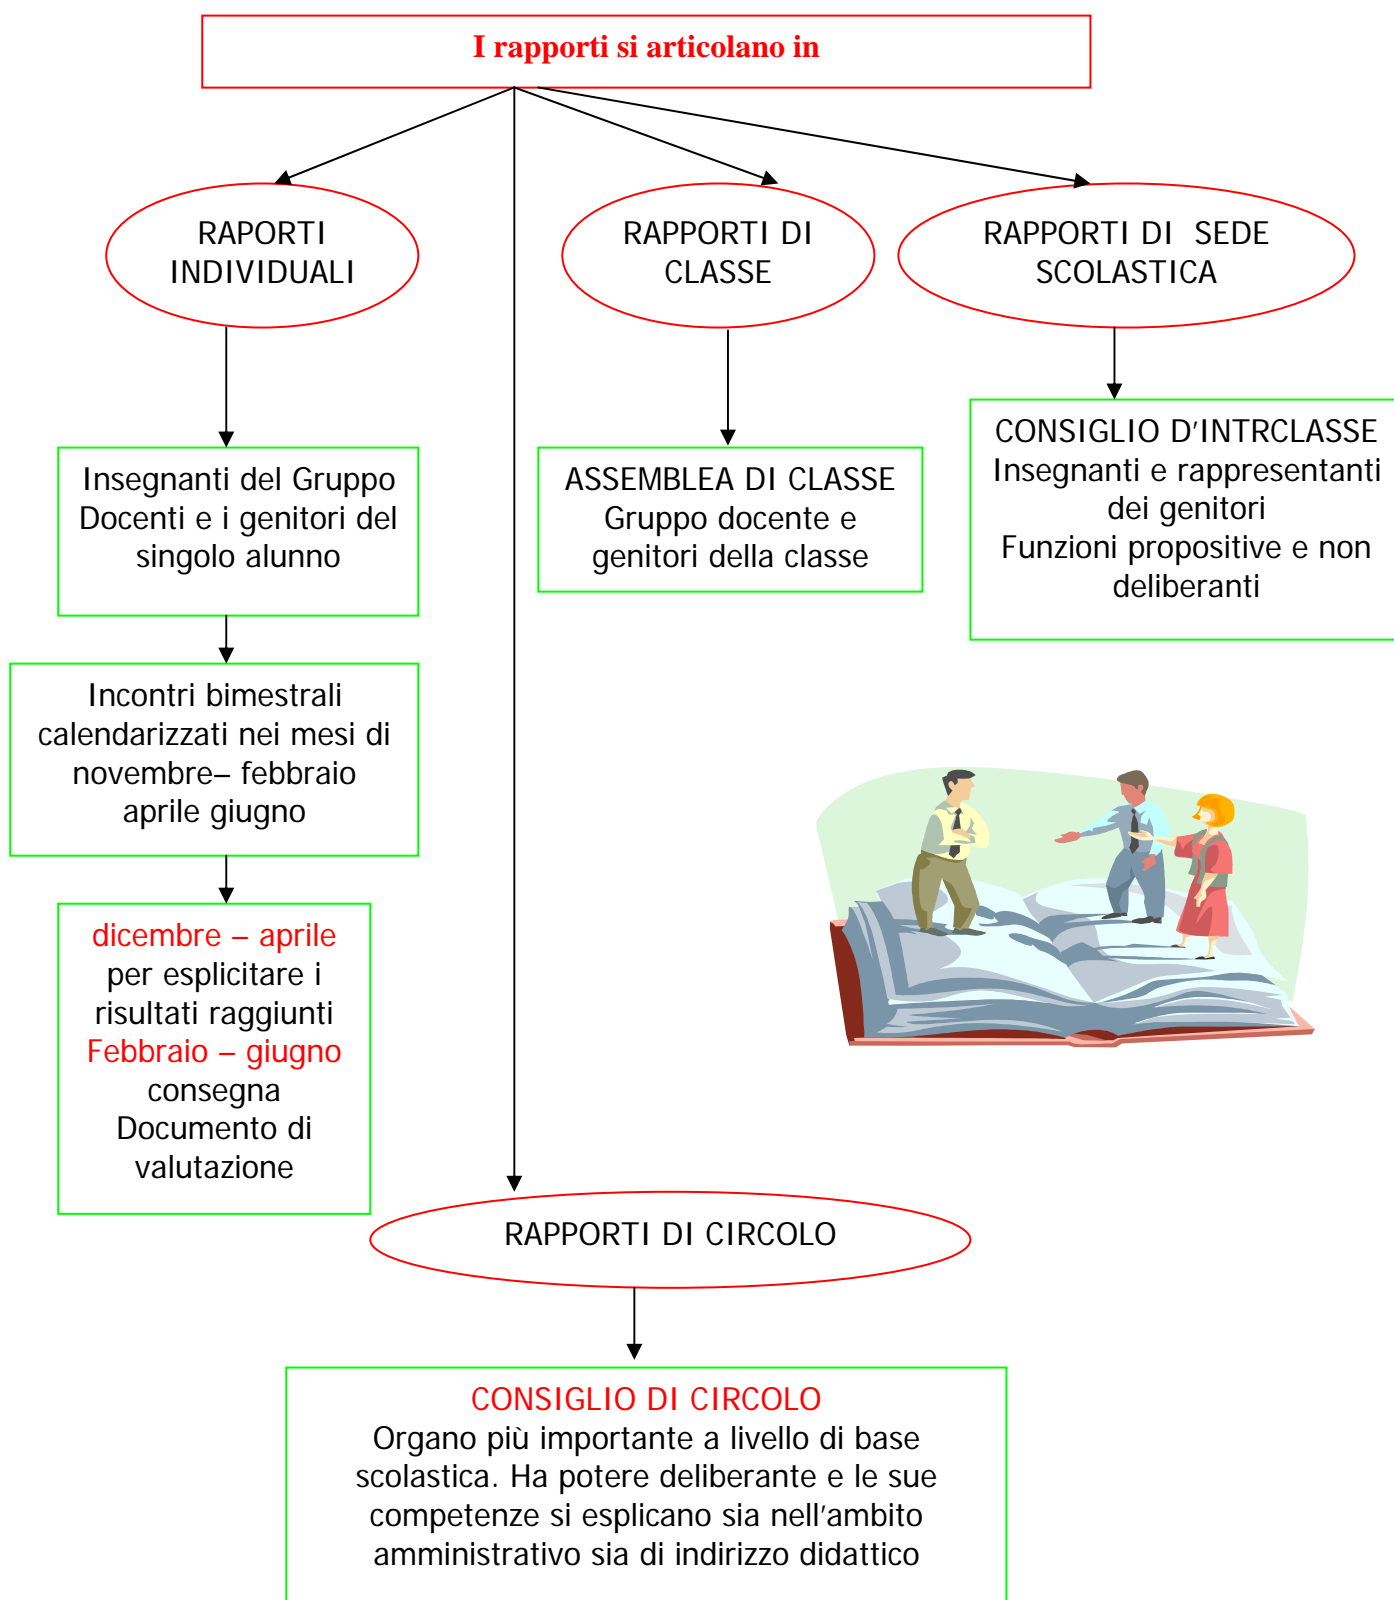 I rapporti si articolano in
RAPORTI
INDIVIDUALI
RAPPORTI DI
CLASSE
RAPPORTI DI SEDE
SCOLASTICA
Insegnanti del Gruppo
Docenti e i genitori del
singolo alunno
ASSEMBLEA DI CLASSE
Gruppo docente e
genitori della classe
CONSIGLIO D'INTRCLASSE
Insegnanti e rappresentanti
dei genitori
Funzioni propositive e non
deliberanti
Incontri bimestrali
calendarizzati nei mesi di
novembre– febbraio
aprile giugno
dicembre – aprile
per esplicitare i
risultati raggiunti
Febbraio – giugno
consegna
Documento di
valutazione
RAPPORTI DI CIRCOLO
CONSIGLIO DI CIRCOLO
Organo più importante a livello di base
scolastica. Ha potere deliberante e le sue
competenze si esplicano sia nell'ambito
amministrativo sia di indirizzo didattico